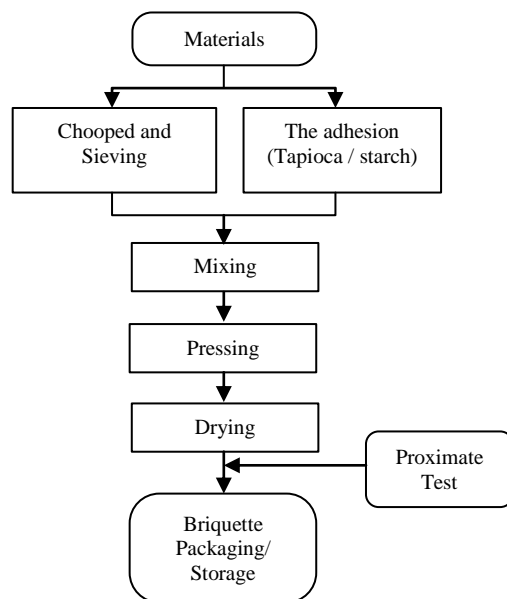 Materials
Chooped and
Sieving
The adhesion
(Tapioca / starch)
Mixing
Pressing
Drying
Proximate
Test
Briquette
Packaging/
Storage